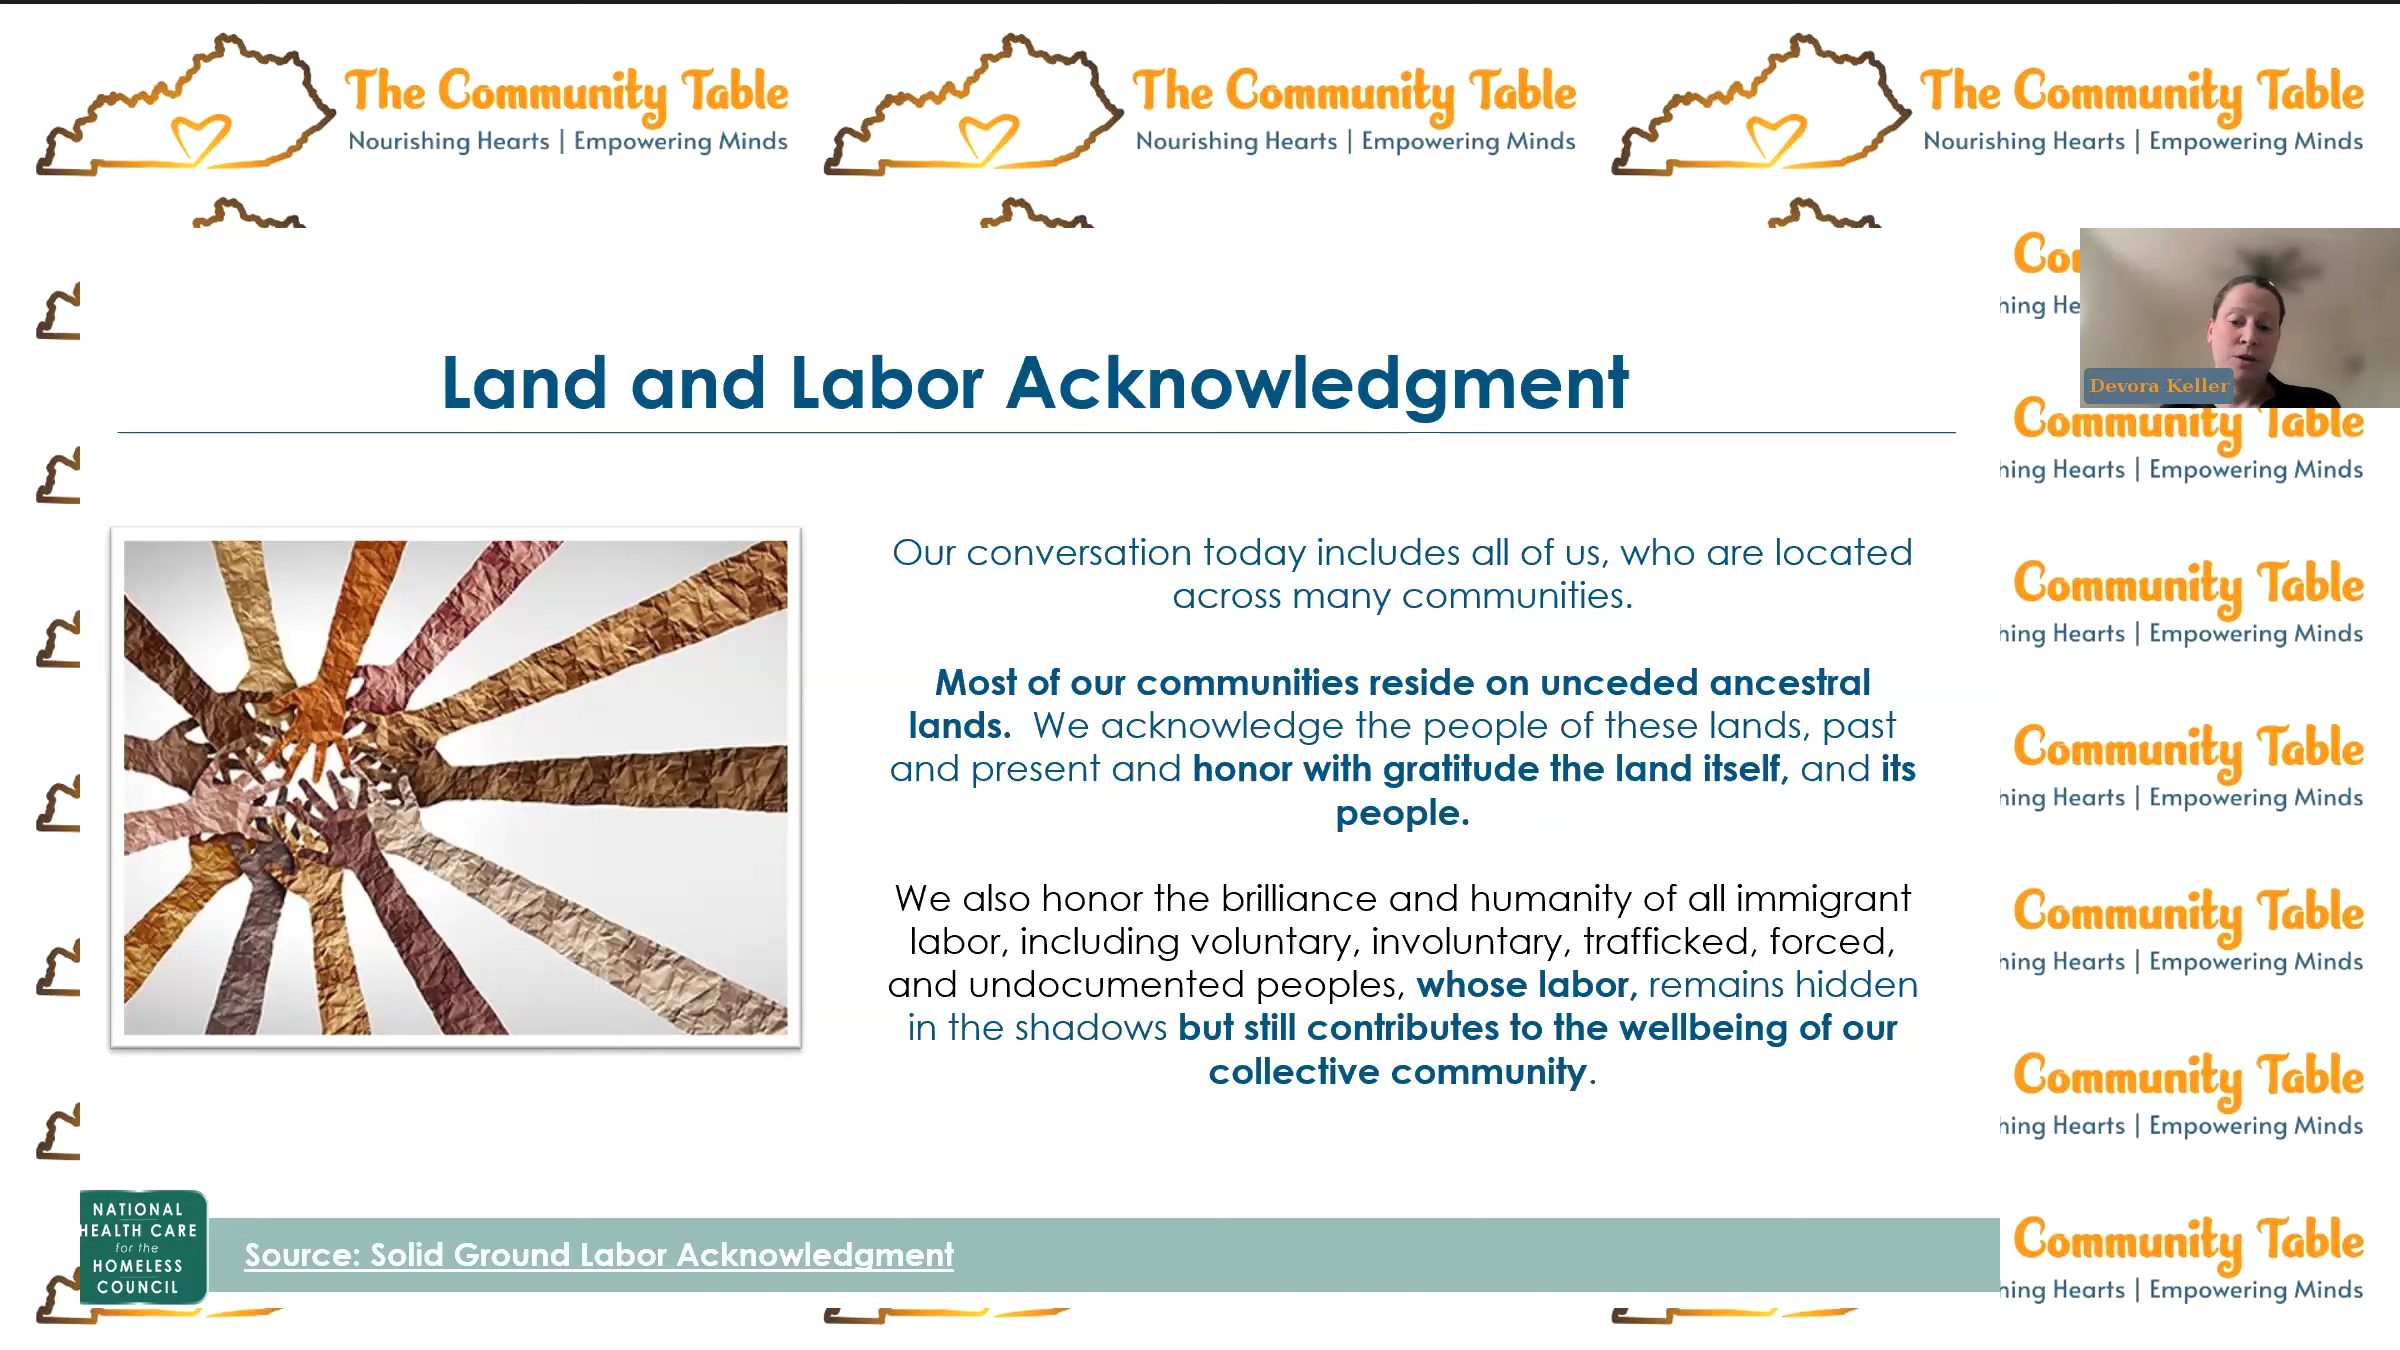 The Community Table The Community Table The Community Table
Nourishing Hearts | Empowering Minds Nourishing Hearts | Empowering Minds Nourishing Hearts | Empowering Minds
Devora Keller
Land and Labor Acknowledgment
Our conversation today includes all of us, who are located
across many communities.
Most of our communities reside on unceded ancestral
lands. We acknowledge the people of these lands, past
and present and honor with gratitude the land itself, and its
people.
We also honor the brilliance and humanity of all immigrant
labor, including voluntary, involuntary, trafficked, forced,
and undocumented peoples, whose labor, remains hidden
in the shadows but still contributes to the wellbeing of our
collective community.
NATIONAL
HEALTH CARE
for the
HOMELESS
COUNCIL
Source: Solid Ground Labor Acknowledgment
Community Table
Hearts | Empowering Minds
Community Table
Hearts | Empowering Minds
Community Table
Hearts | Empowering Minds
Community Table
Hearts | Empowering Minds
Community Table
Hearts | Empowering Minds
Community Table
Hearts | Empowering Minds